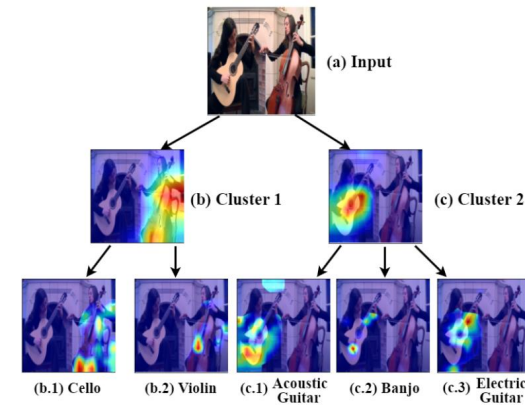 (a) Input
(b) Cluster 1
(c) Cluster 2
(b.1) Cello
(b.2) Violin
(c.1) Acoustic Guitar
(c.2) Banjo
(c.3) Electric Guitar